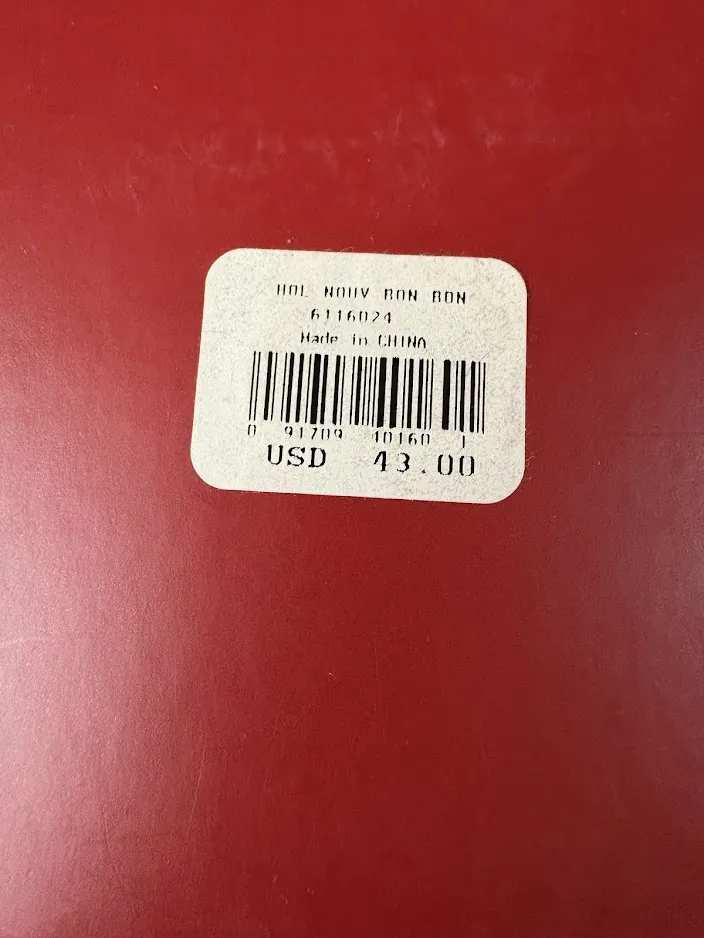 HOL NOUV BON BON
6116024
Made in CHINA
0 91709 40160 1
USD 43.00